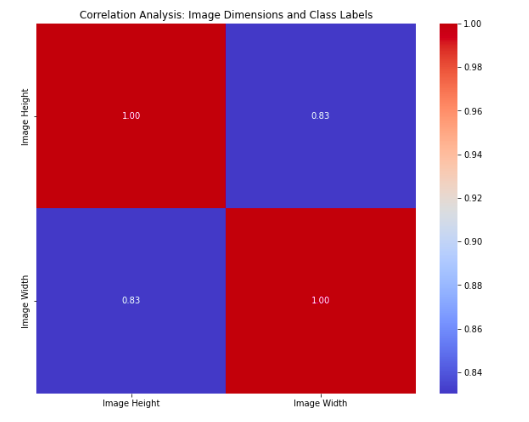 Correlation Analysis: Image Dimensions and Class Labels
Image Height
1.00
0.83
Image Width
0.83
1.00
Image Height
Image Width
1.00
0.98
0.96
0.94
0.92
0.90
0.88
0.86
0.84